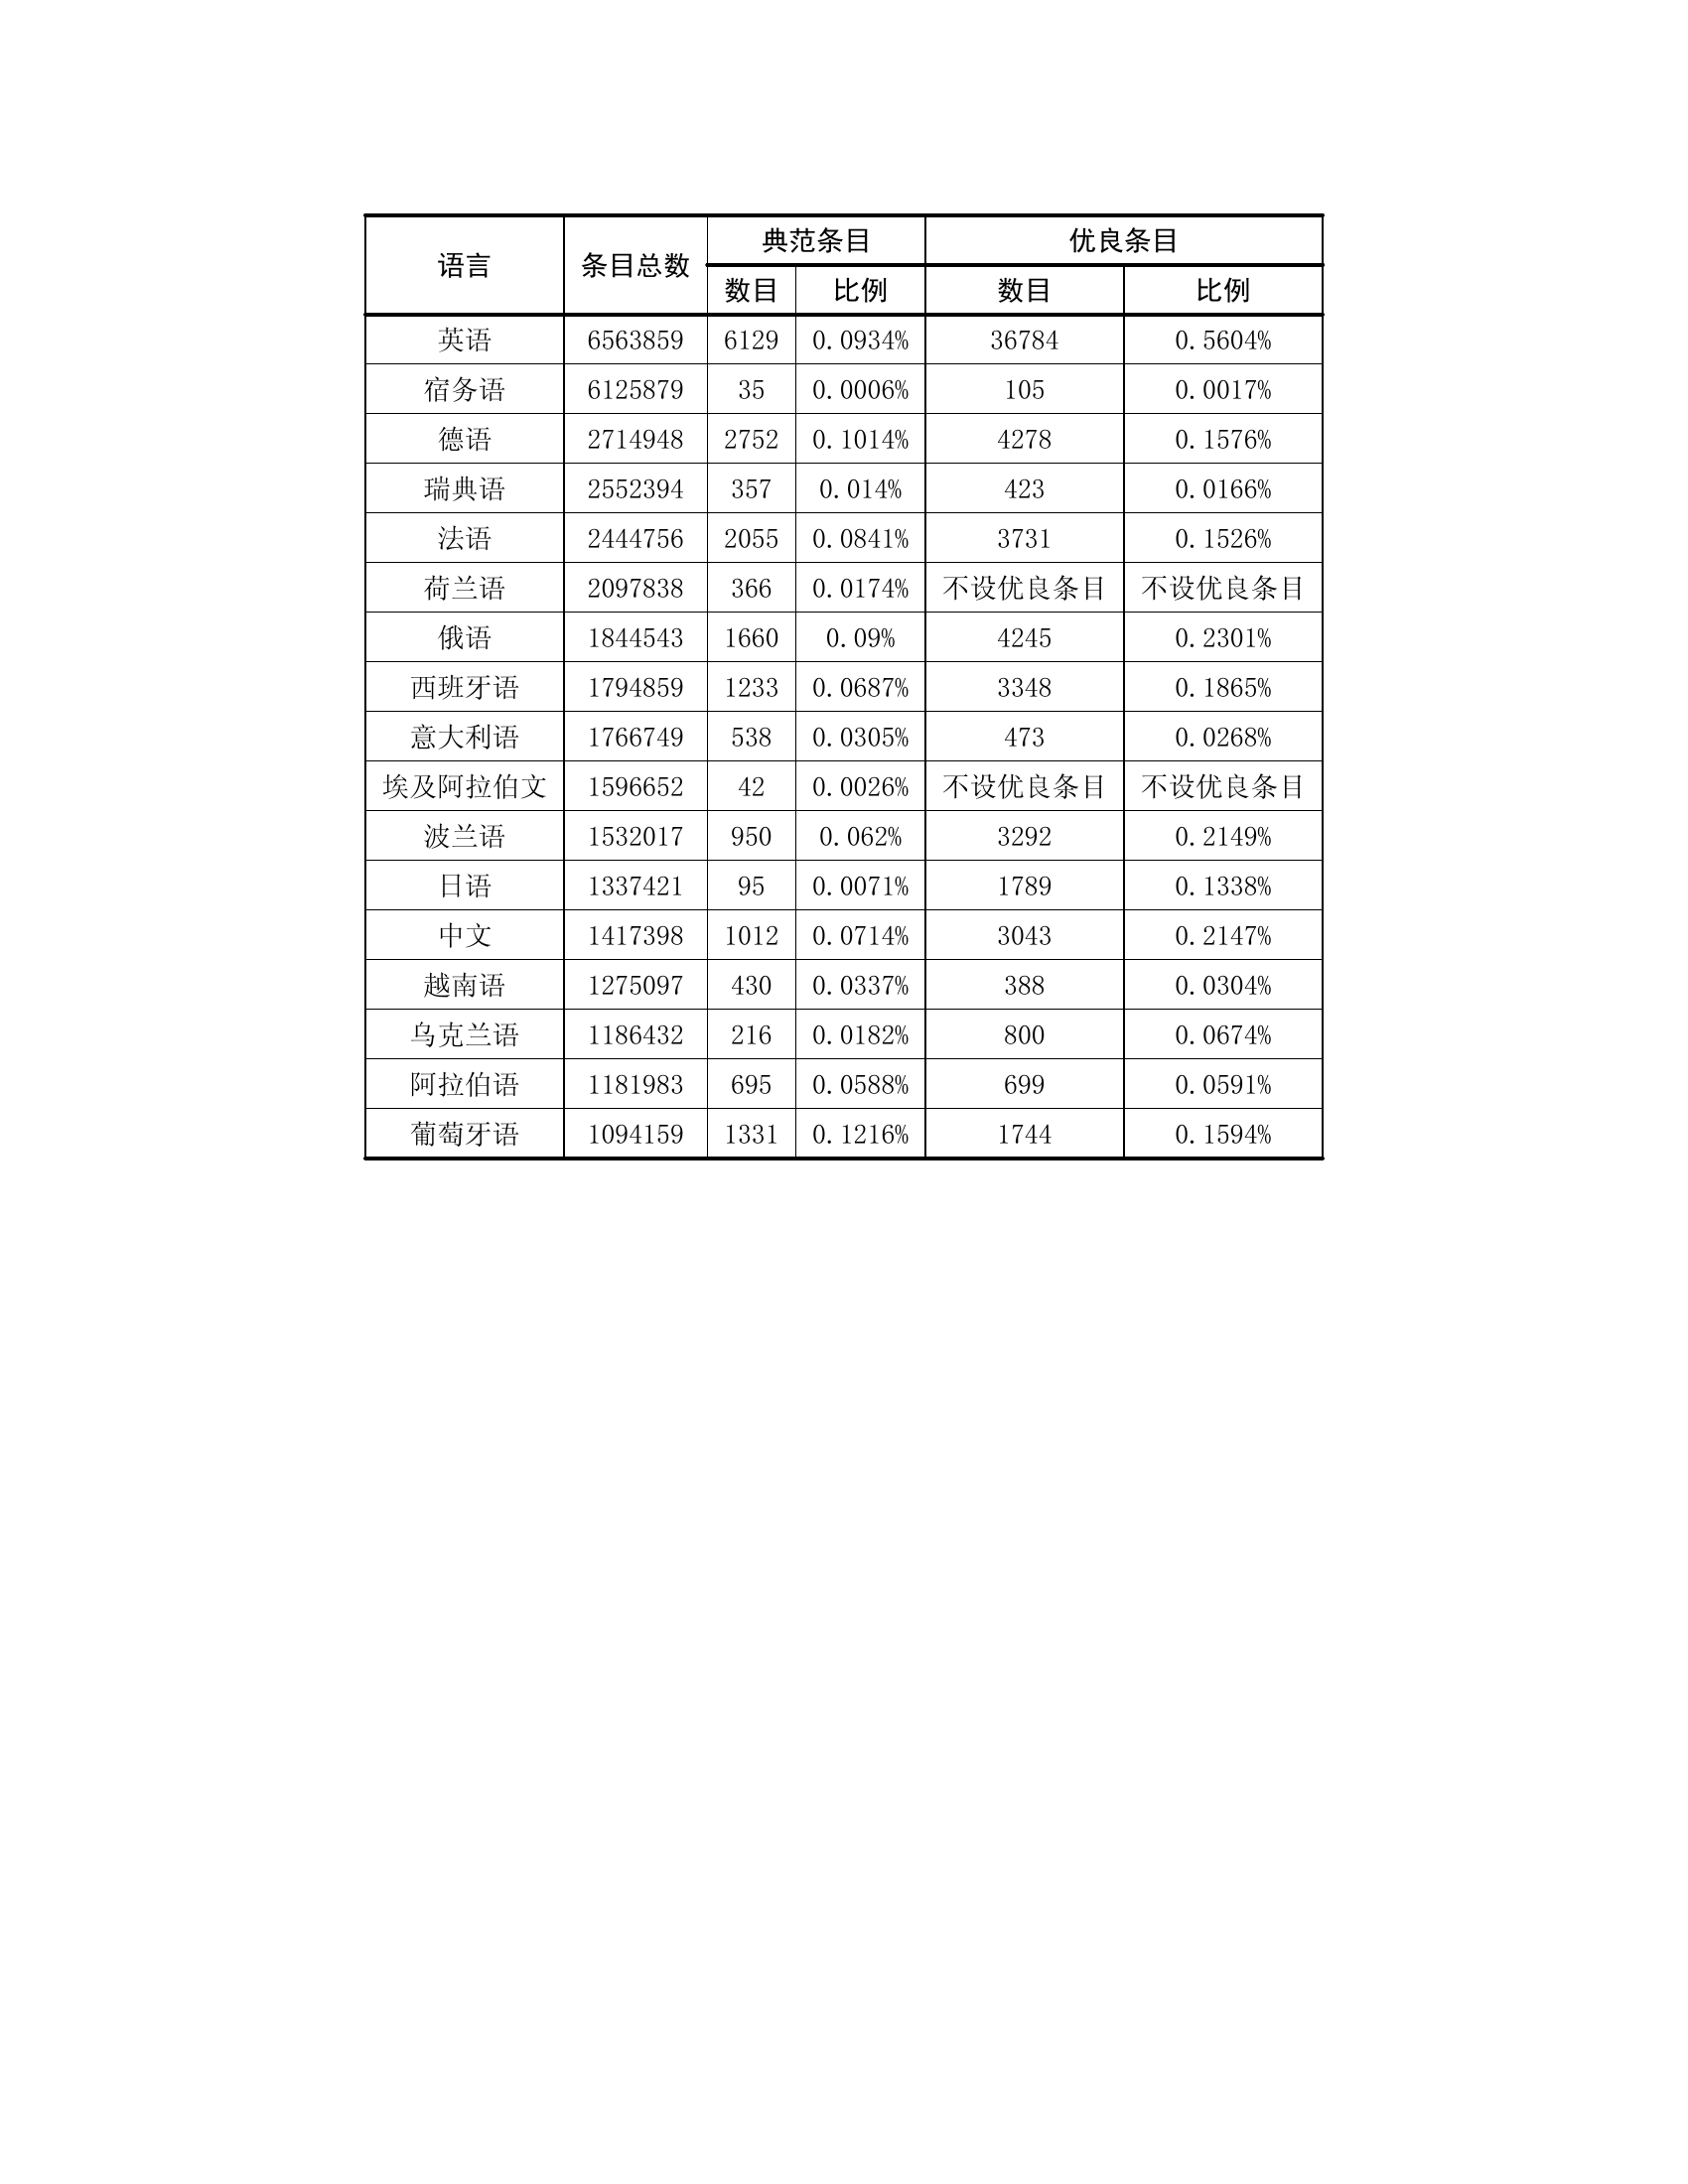 语言 条目总数 典范条目 优良条目
数目 比例 数目 比例
英语 6563859 6129 0.0934% 36784 0.5604%
宿务语 6125879 35 0.0006% 105 0.0017%
德语 2714948 2752 0.1014% 4278 0.1576%
瑞典语 2552394 357 0.014% 423 0.0166%
法语 2444756 2055 0.0841% 3731 0.1526%
荷兰语 2097838 366 0.0174% 不设优良条目 不设优良条目
俄语 1844543 1660 0.09% 4245 0.2301%
西班牙语 1794859 1233 0.0687% 3348 0.1865%
意大利语 1766749 538 0.0305% 473 0.0268%
埃及阿拉伯文 1596652 42 0.0026% 不设优良条目 不设优良条目
波兰语 1532017 950 0.062% 3292 0.2149%
日语 1337421 95 0.0071% 1789 0.1338%
中文 1417398 1012 0.0714% 3043 0.2147%
越南语 1275097 430 0.0337% 388 0.0304%
乌克兰语 1186432 216 0.0182% 800 0.0674%
阿拉伯语 1181983 695 0.0588% 699 0.0591%
葡萄牙语 1094159 1331 0.1216% 1744 0.1594%